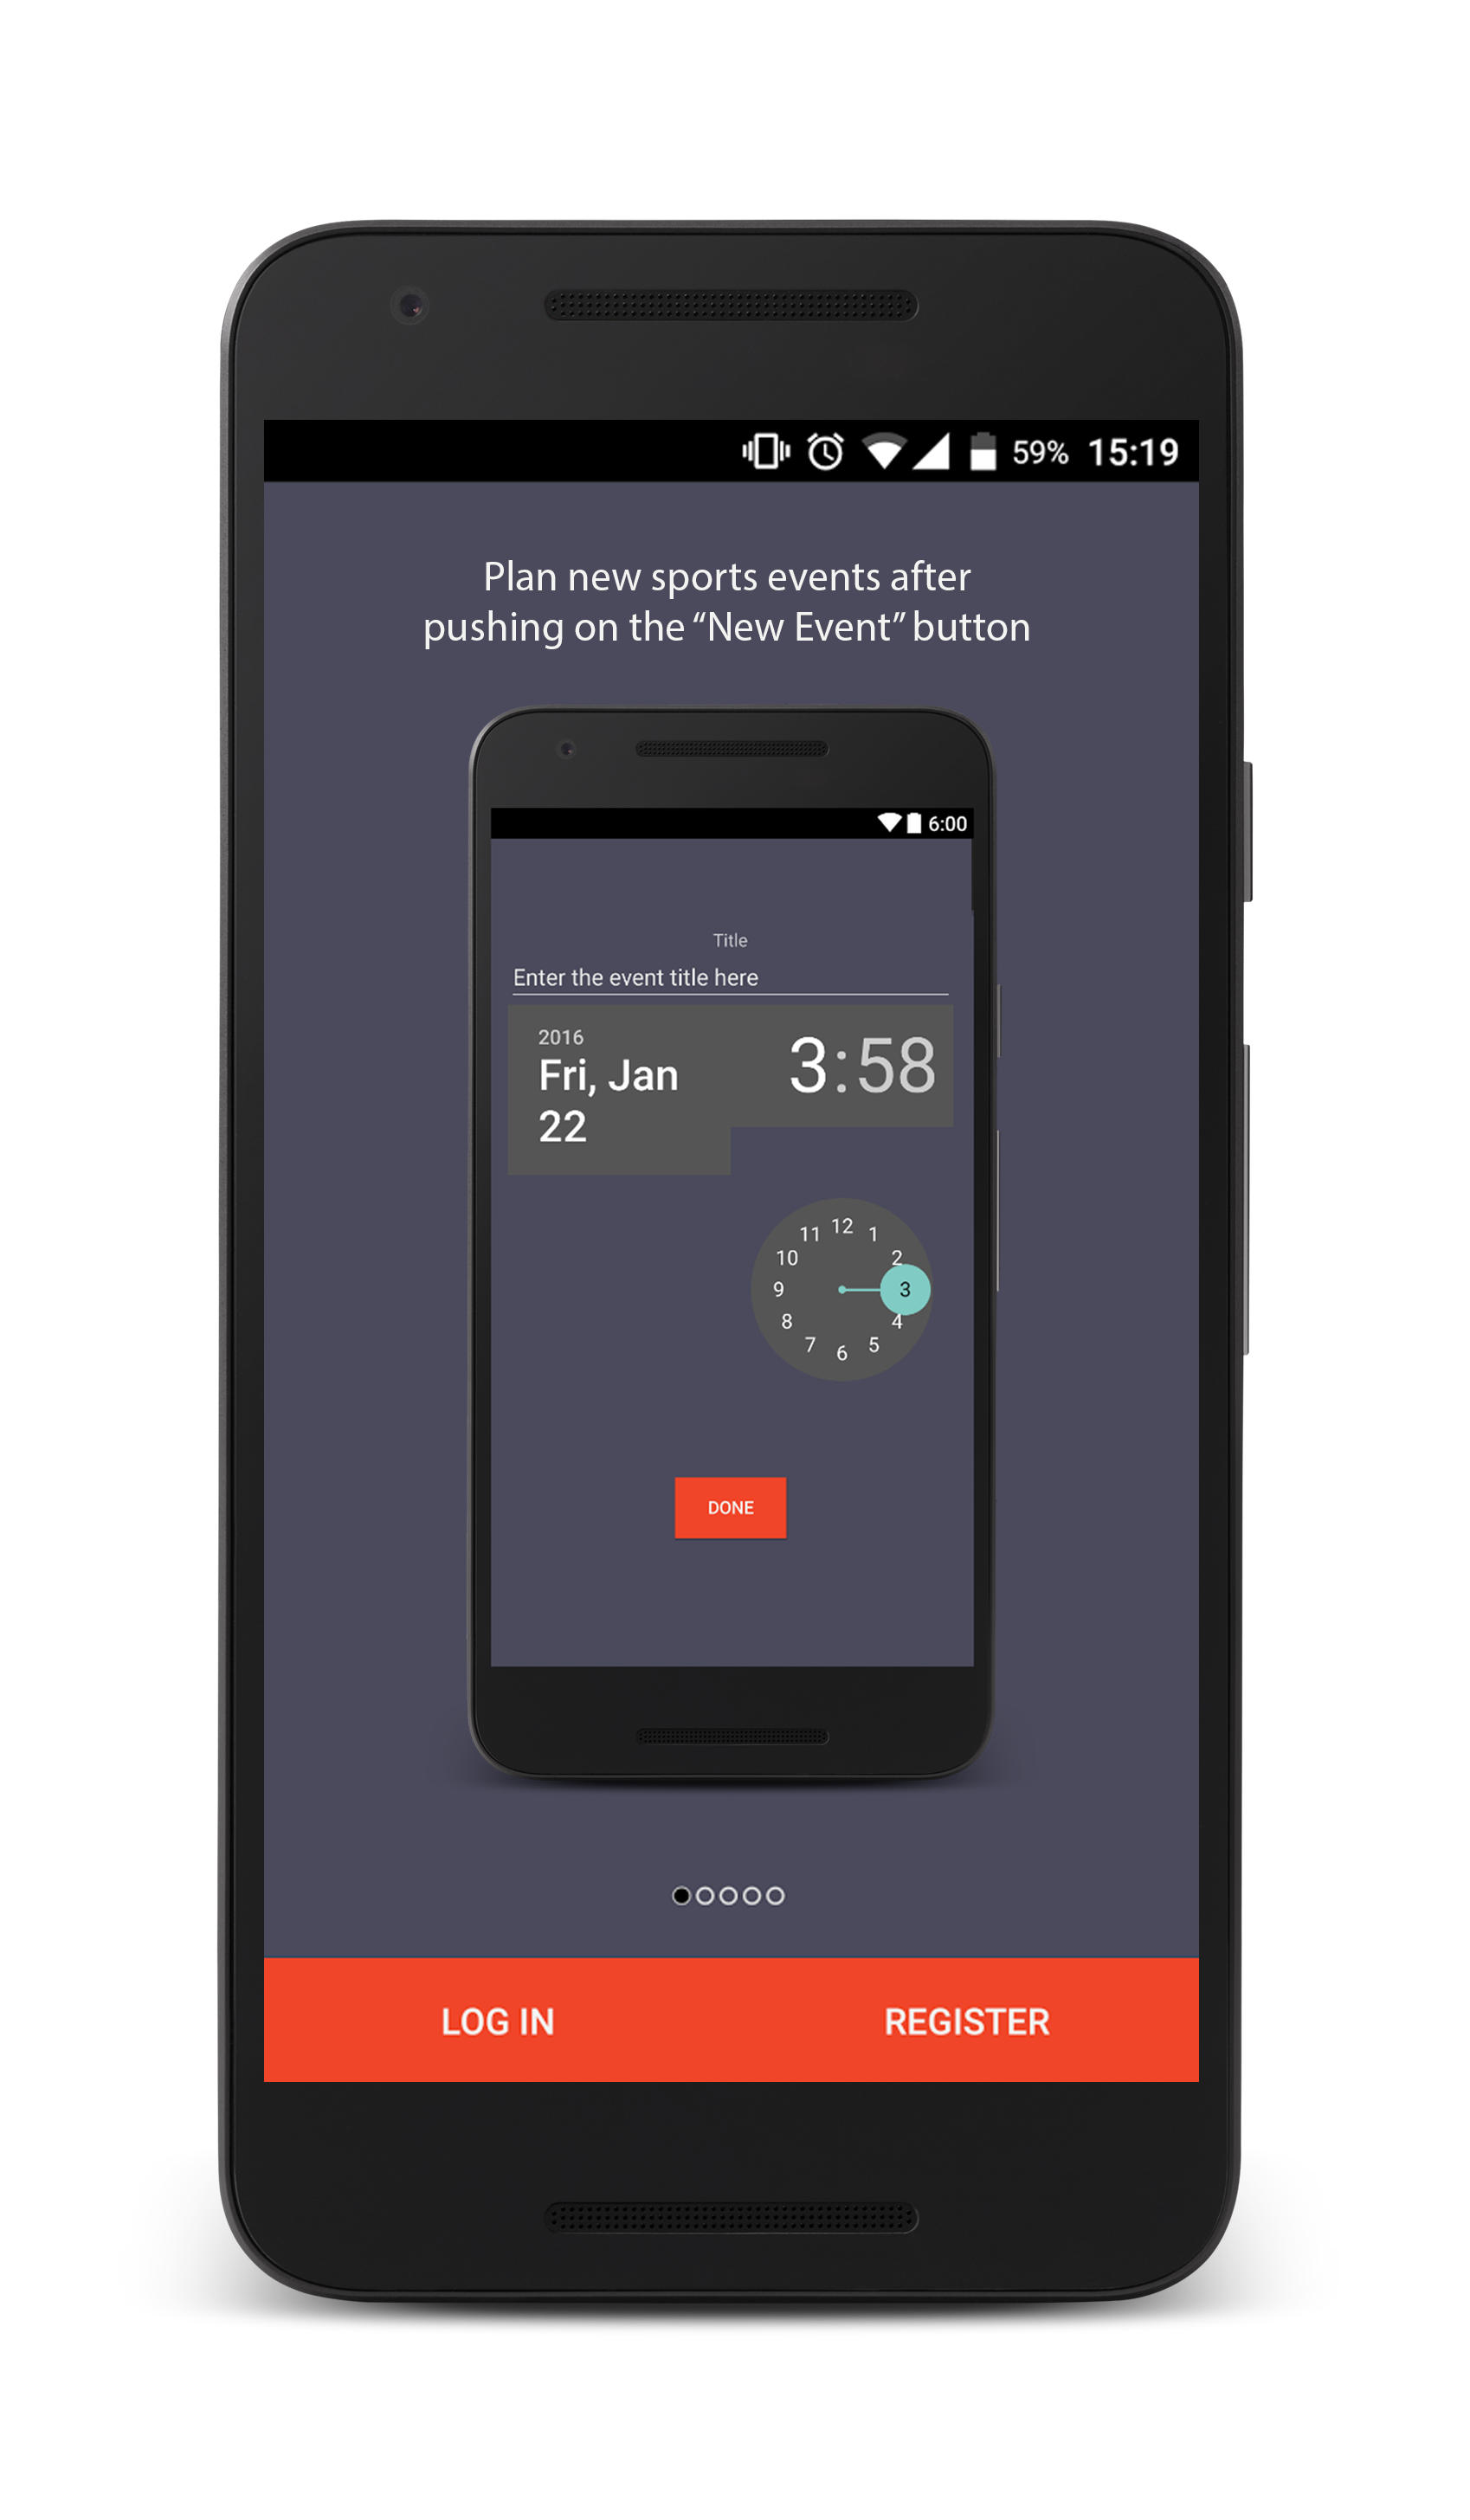 59% 15:19
Plan new sports events after
pushing on the “New Event” button
6:00
Title
Enter the event title here
2016
Fri, Jan
22
3:58
12
11 1
10 2
9 3
8 4
7 5
6
DONE
LOG IN REGISTER